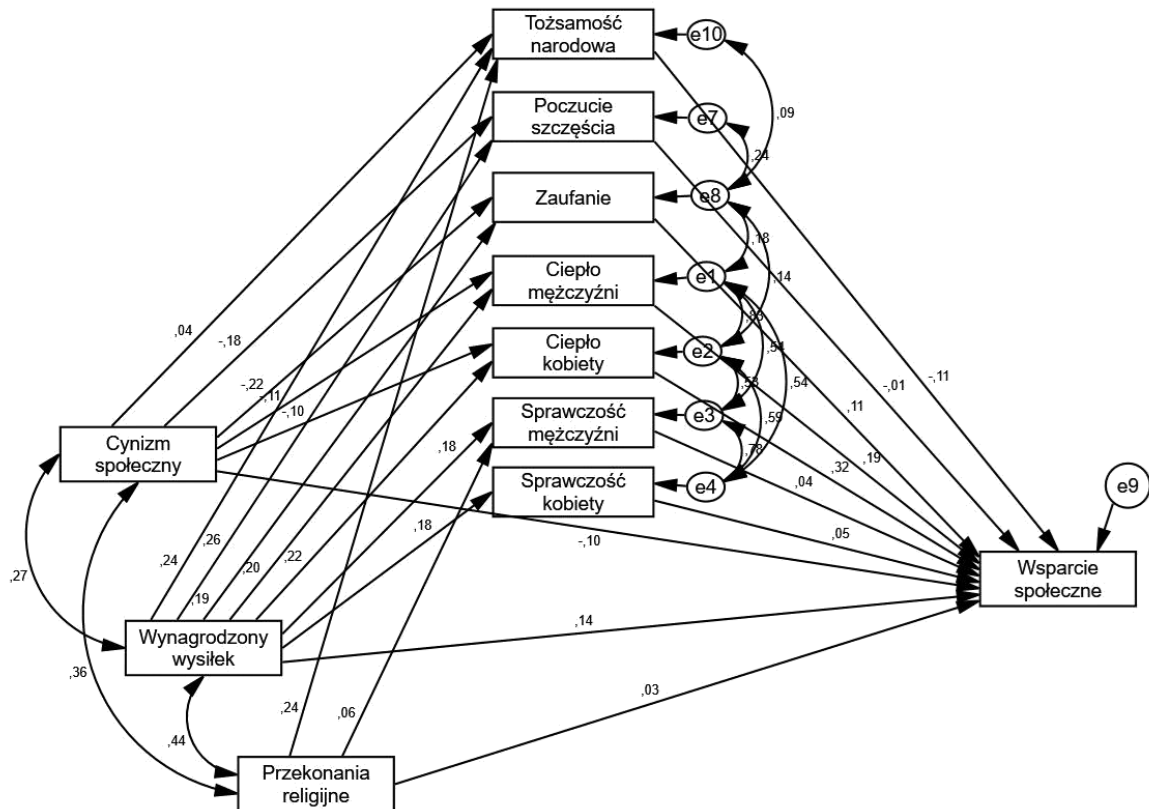 Tożsamość
narodowa
e10
,09
Poczucie
szczęścia
e7
,24
Zaufanie
e8
,18
,14
Ciepło
mężczyźni
e1
,83
,54
,54
Ciepło
kobiety
e2
,53
,59
Sprawczość
mężczyźni
e3
,78
Sprawczość
kobiety
e4
,04
-,18
-,22
-,11
-,10
-,11
-,01
,11
,19
,32
,04
,05
-,10
,18
,18
Cynizm
społeczny
e9
Wsparcie
społeczne
,27
,24
,26
,19
,20
,22
,14
Wynagrodzony
wysiłek
,36
,44
,24
,06
,03
Przekonania
religijne